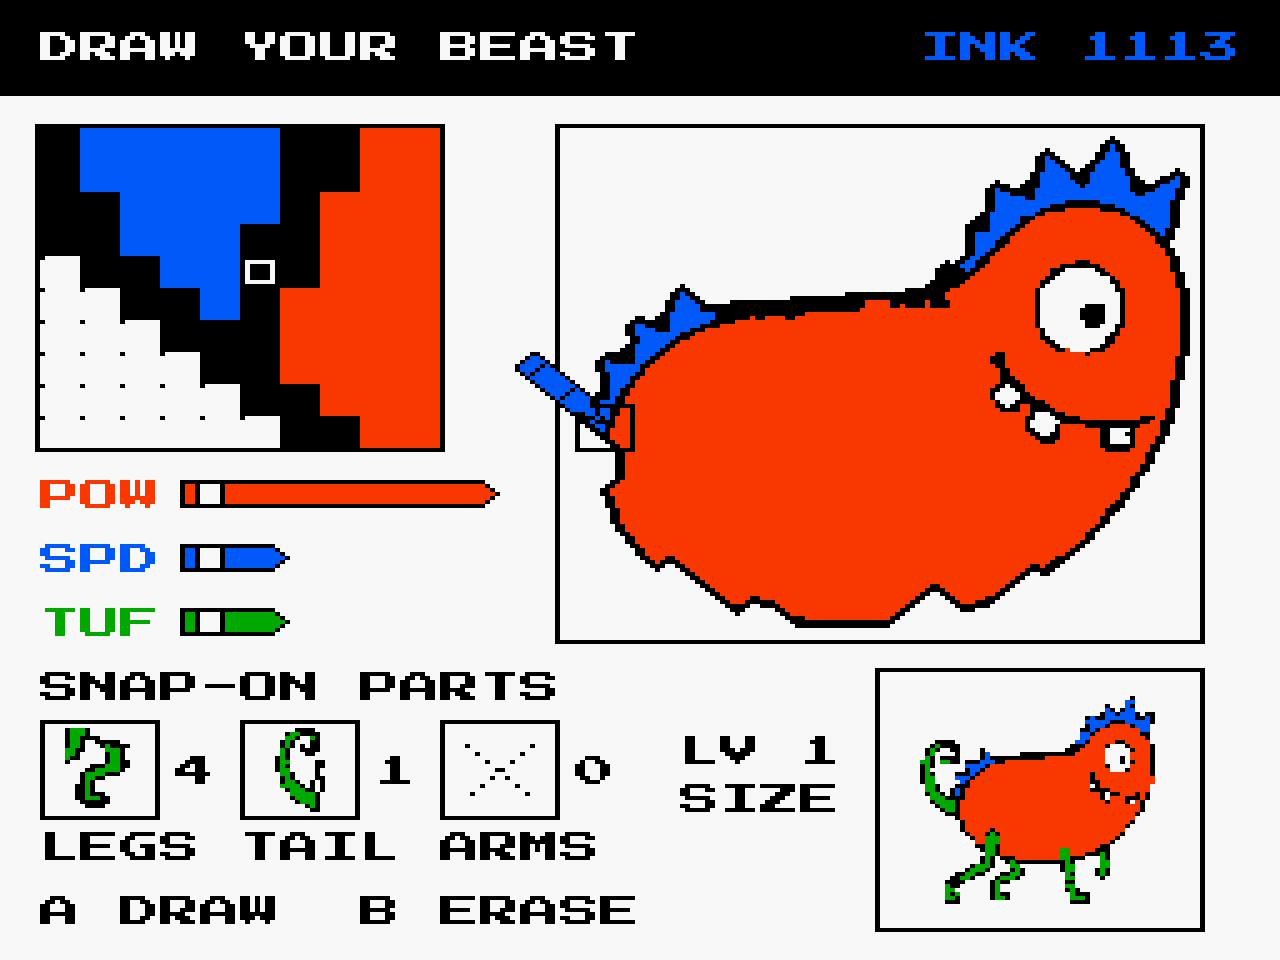 DRAW YOUR BEAST INK 1113
POW
SPD
TUF
SNAP-ON PARTS
4 1 0
LEGS TAIL ARMS
LV 1
SIZE
A DRAW B ERASE